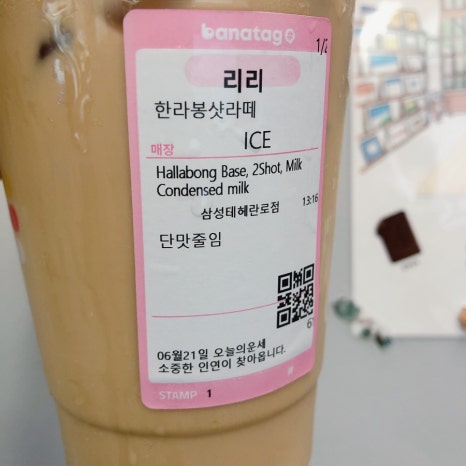 banatag
1/2
리리
한라봉샷라떼
ICE
매장
Hallabong Base, 2Shot, Milk
Condensed milk
삼성테헤란로점 13:16
단맛줄임
06월21일 오늘의운세
소중한 인연이 찾아옵니다.
STAMP 1